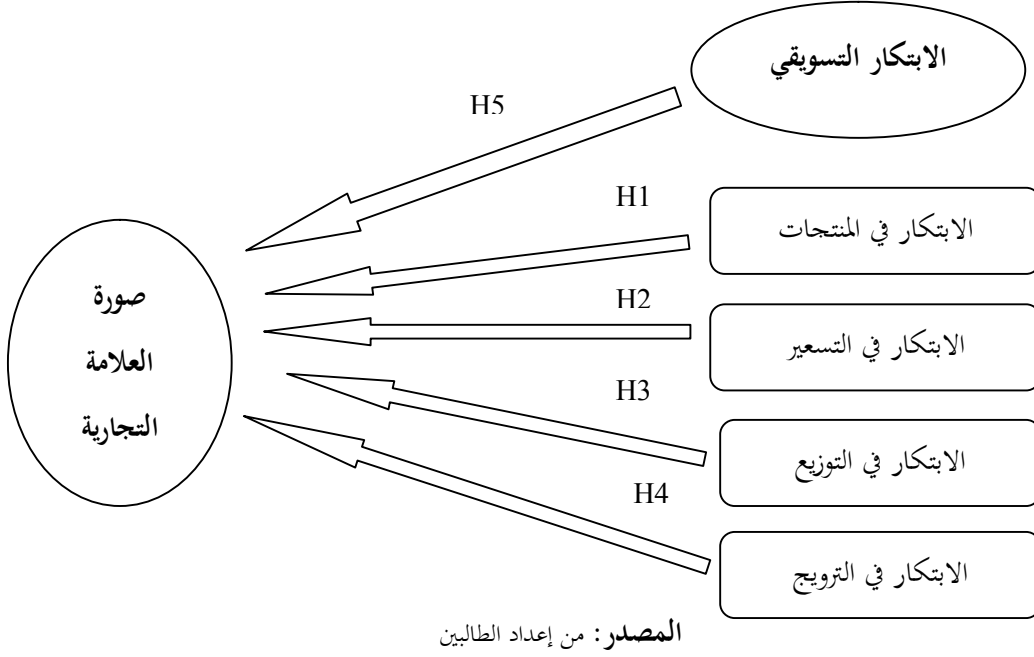 الابتكار التسويقي
H5
H1
الابتكار في المنتجات
H2
الابتكار في التسعير
H3
الابتكار في التوزيع
H4
الابتكار في الترويج
صورة
العلامة
التجارية
المصدر: من إعداد الطالبين